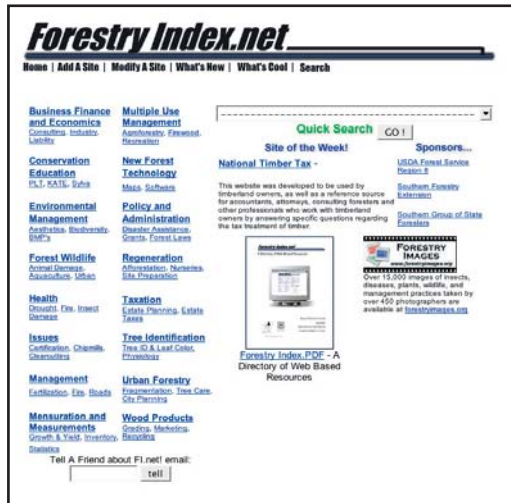 Forestry Index.net
Home | Add A Site | Modify A Site | What's New | What's Cool | Search
Business Finance
and Economics
Consulting, Industry,
Liability
Conservation
Education
PLT, KATE, Sylva
Environmental
Management
Aesthetics, Biodiversity,
BMP's
Forest Wildlife
Animal Damage,
Aquaculture, Urban
Health
Drought, Fire, Insect
Damage
Issues
Certification, Chipmills,
Clearcutting
Management
Fertilization, Fire, Roads
Mensuration and
Measurements
Growth & Yield, Inventory,
Statistics
Multiple Use
Management
Agroforestry, Firewood,
Recreation
New Forest
Technology
Maps, Software
Policy and
Administration
Disaster Assistance,
Grants, Forest Laws
Regeneration
Afforestation, Nurseries,
Site Preparation
Taxation
Estate Planning, Estate
Taxes
Tree Identification
Tree ID & Leaf Color,
Physiology
Urban Forestry
Fragmentation, Tree Care,
City Planning
Wood Products
Grading, Marketing,
Recycling
Tell A Friend about FI.net! email:
tell
Quick Search GO !
Site of the Week!
National Timber Tax -
This website was developed to be used by
timberland owners, as well as a reference source
for accountants, attorneys, consulting foresters and
other professionals who work with timberland
owners by answering specific questions regarding
the tax treatment of timber.
Forestry Index.net
Forestry Index.PDF - A
Directory of Web Based
Resources
Sponsors...
USDA Forest Service
Region 8
Southern Forestry
Extension
Southern Group of State
Foresters
FORESTRY
IMAGES
www.forestryimages.org
Over 15,000 images of insects,
diseases, plants, wildlife, and
management practices taken by
over 450 photographers are
available at forestryimages.org